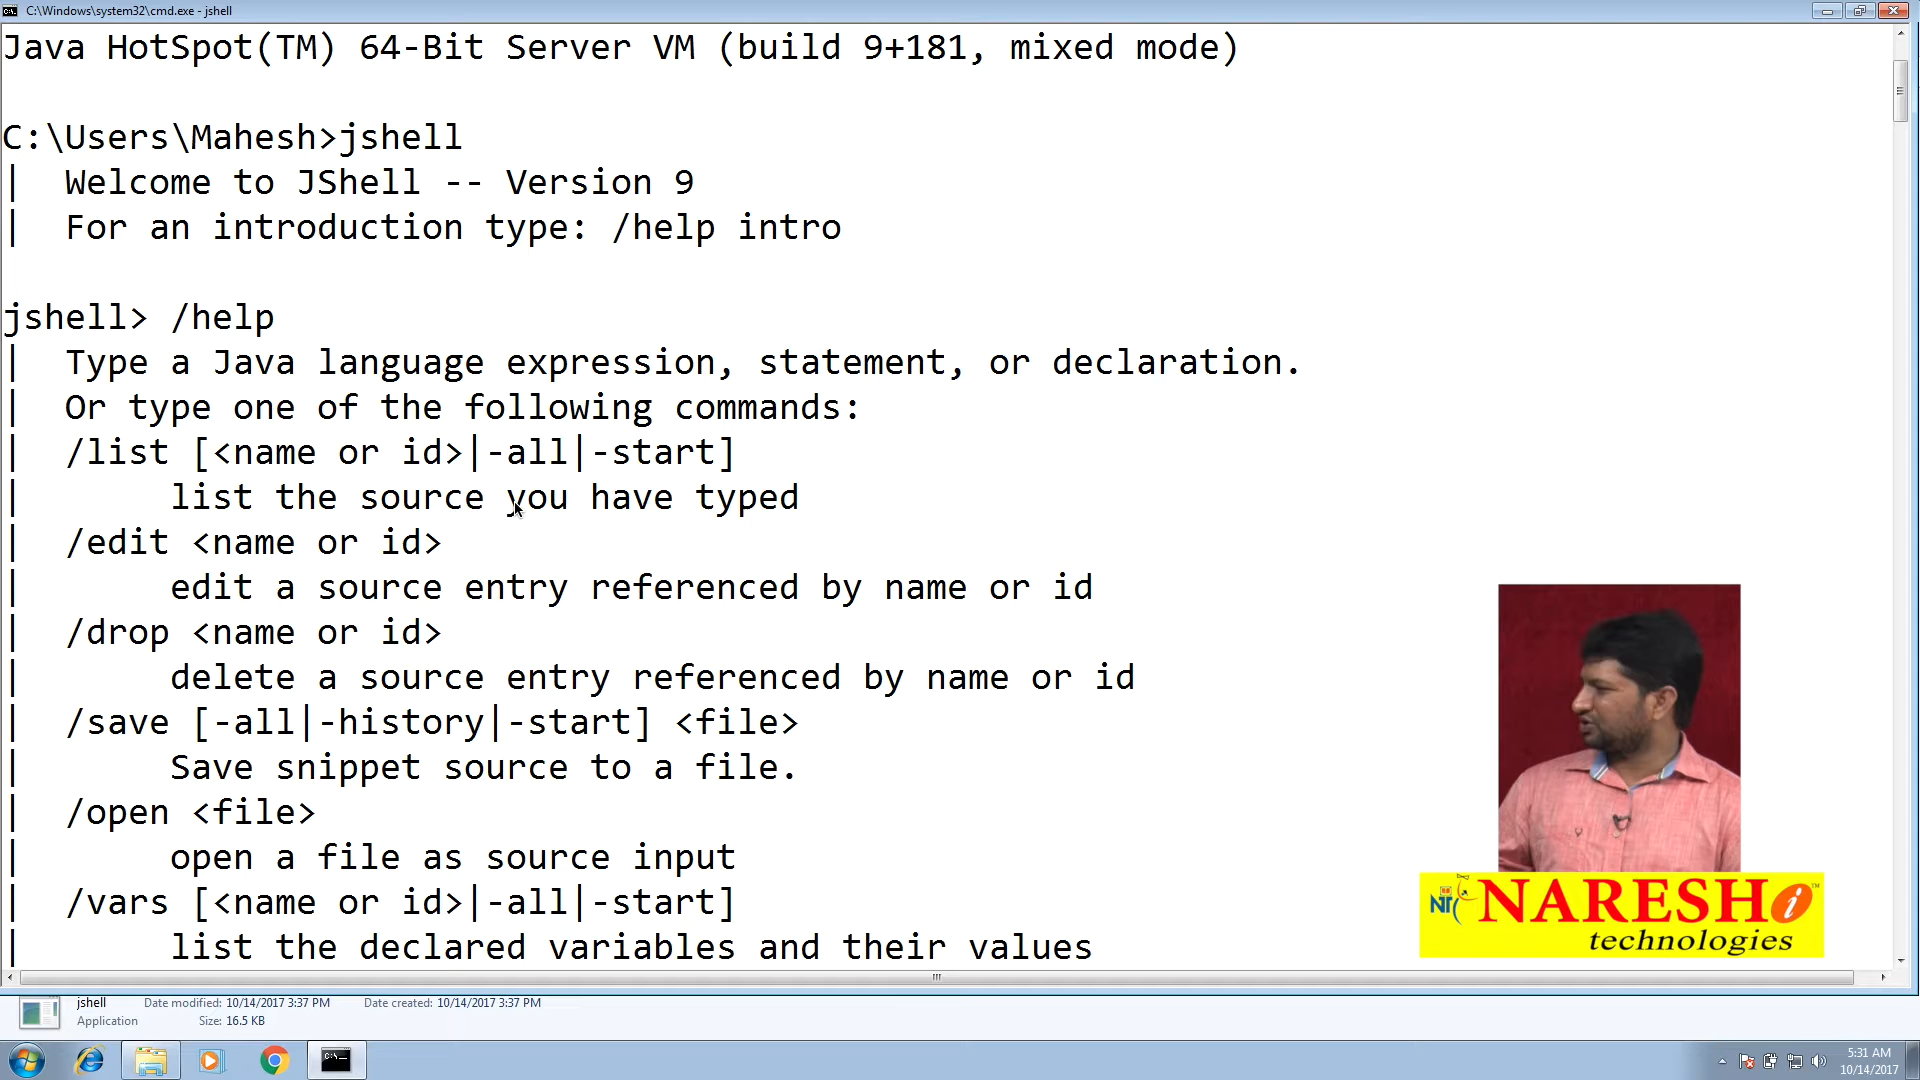 C:\Windows\system32\cmd.exe - jshell
Java HotSpot(TM) 64-Bit Server VM (build 9+181, mixed mode)
C:\Users\Mahesh>jshell
|  Welcome to JShell -- Version 9
|  For an introduction type: /help intro
jshell> /help
|  Type a Java language expression, statement, or declaration.
|  Or type one of the following commands:
|  /list [<name or id>|-all|-start]
|       list the source you have typed
|  /edit <name or id>
|       edit a source entry referenced by name or id
|  /drop <name or id>
|       delete a source entry referenced by name or id
|  /save [-all|-history|-start] <file>
|       Save snippet source to a file.
|  /open <file>
|       open a file as source input
|  /vars [<name or id>|-all|-start]
|       list the declared variables and their values
NARESH i ™
technologies
jshell Date modified: 10/14/2017 3:37 PM Date created: 10/14/2017 3:37 PM
Application Size: 16.5 KB
C:\_
5:31 AM
10/14/2017